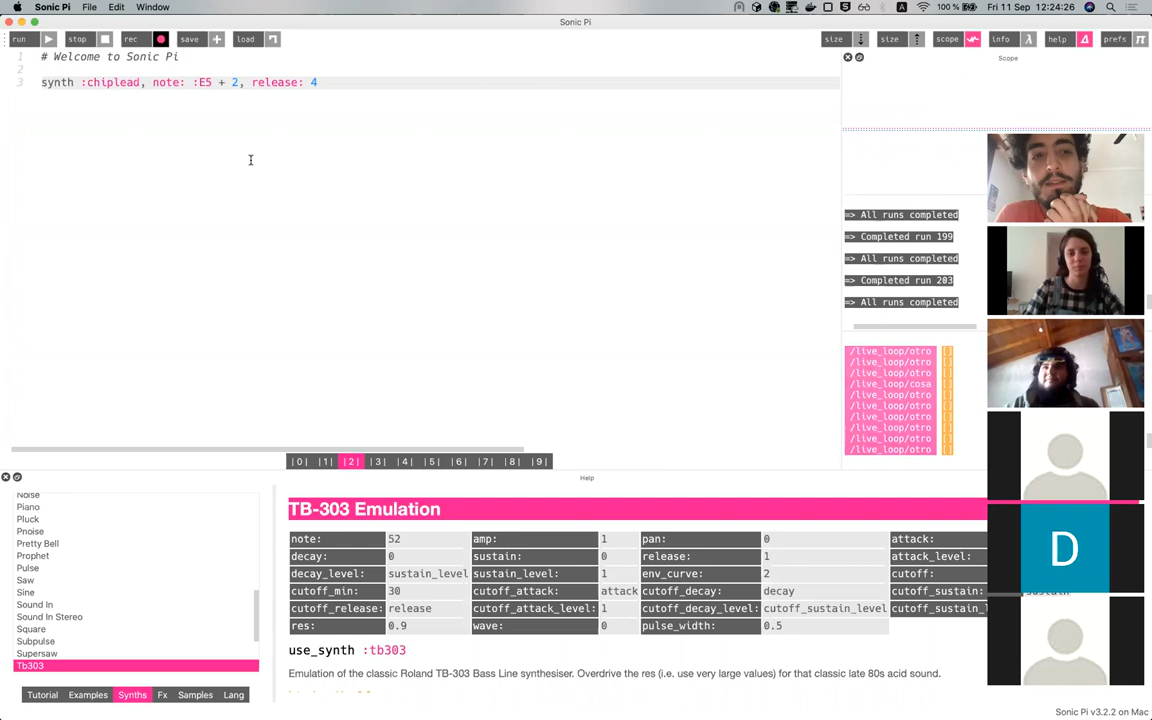 Sonic Pi File Edit Window 100 % Fri 11 Sep 12:24:26
Sonic Pi
run stop rec save load size size scope info help prefs
1 # Welcome to Sonic Pi
2
3 synth :chiplead, note: :E5 + 2, release: 4
Scope
=> All runs completed
=> Completed run 199
=> All runs completed
=> Completed run 203
=> All runs completed
/live_loop/otro []
/live_loop/otro []
/live_loop/otro []
/live_loop/cosa []
/live_loop/otro []
/live_loop/otro []
/live_loop/otro []
/live_loop/otro []
/live_loop/otro []
/live_loop/otro []
|0| |1| |2| |3| |4| |5| |6| |7| |8| |9|
Help
Noise
Piano
Pluck
Pnoise
Pretty Bell
Prophet
Pulse
Saw
Sine
Sound In
Sound In Stereo
Square
Subpulse
Supersaw
Tb303
Tutorial Examples Synths Fx Samples Lang
TB-303 Emulation
note: 52 amp: 1 pan: 0 attack:
decay: 0 sustain: 0 release: 1 attack_level:
decay_level: sustain_level sustain_level: 1 env_curve: 2 cutoff:
cutoff_min: 30 cutoff_attack: attack cutoff_decay: decay cutoff_sustain:
cutoff_release: release cutoff_attack_level: 1 cutoff_decay_level: cutoff_sustain_level cutoff_sustain_l
res: 0.9 wave: 0 pulse_width: 0.5
use_synth :tb303
Emulation of the classic Roland TB-303 Bass Line synthesiser. Overdrive the res (i.e. use very large values) for that classic late 80s acid sound.
D
Sonic Pi v3.2.2 on Mac